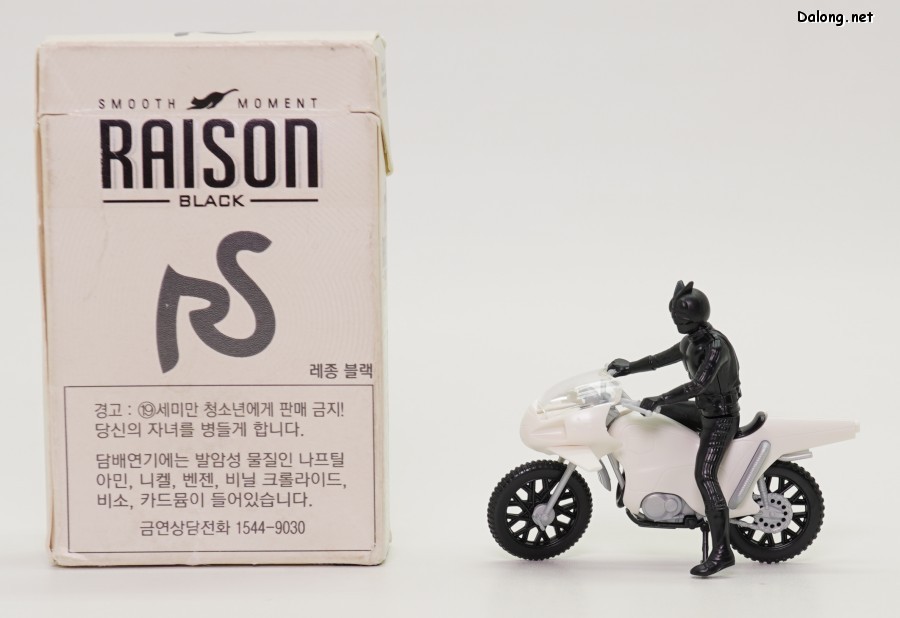 Dalong.net
SMOOTH MOMENT
RAISON
BLACK
RS
레종 블랙
경고 : ⑲세미만 청소년에게 판매 금지!
당신의 자녀를 병들게 합니다.
담배연기에는 발암성 물질인 나프틸
아민, 니켈, 벤젠, 비닐 크롤라이드,
비소, 카드뮴이 들어있습니다.
금연상담전화 1544-9030